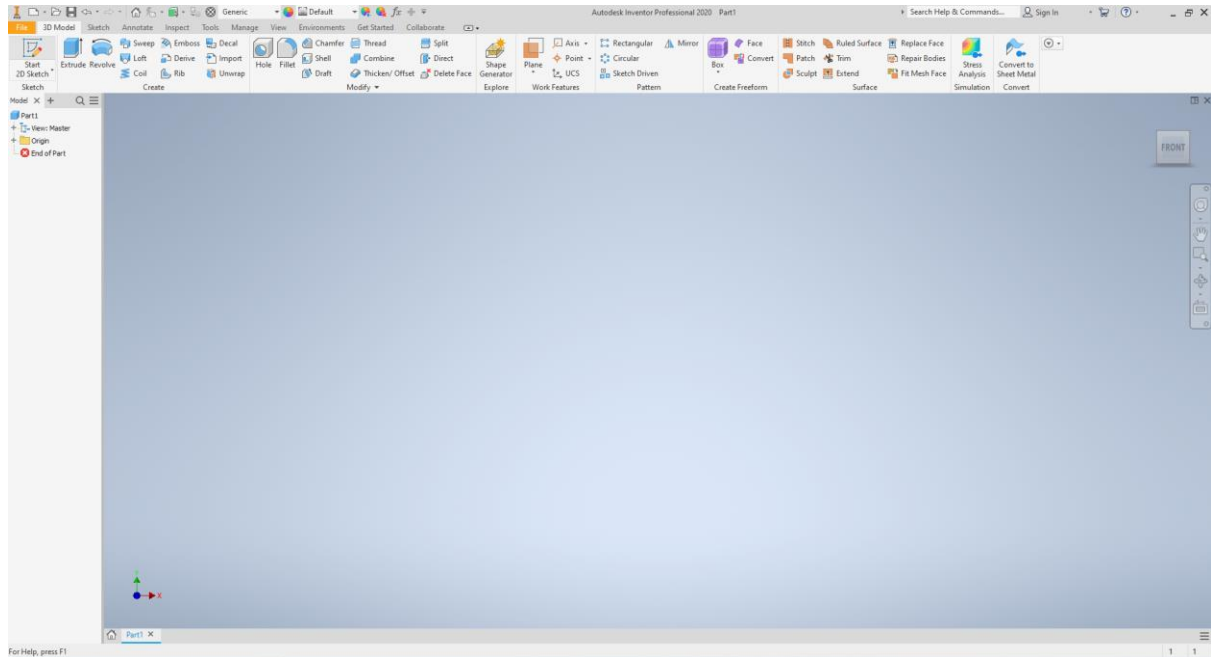 Generic Default fx Autodesk Inventor Professional 2020 Part1 Search Help & Commands... Sign In
File 3D Model Sketch Annotate Inspect Tools Manage View Environments Get Started Collaborate
Start 2D Sketch
Extrude Revolve
Sweep Emboss Decal
Loft Derive Import
Coil Rib Unwrap
Hole Fillet
Chamfer Thread Split
Shell Combine Direct
Draft Thicken/ Offset Delete Face
Shape Generator
Plane
Axis
Point
UCS
Rectangular Mirror
Circular
Sketch Driven
Box
Face
Convert
Stitch Ruled Surface Replace Face
Patch Trim Repair Bodies
Sculpt Extend Fit Mesh Face
Stress Analysis
Convert to Sheet Metal
Sketch Create Modify Explore Work Features Pattern Create Freeform Surface Simulation Convert
Model
Part1
View: Master
Origin
End of Part
FRONT
X
Part1
For Help, press F1 1 1